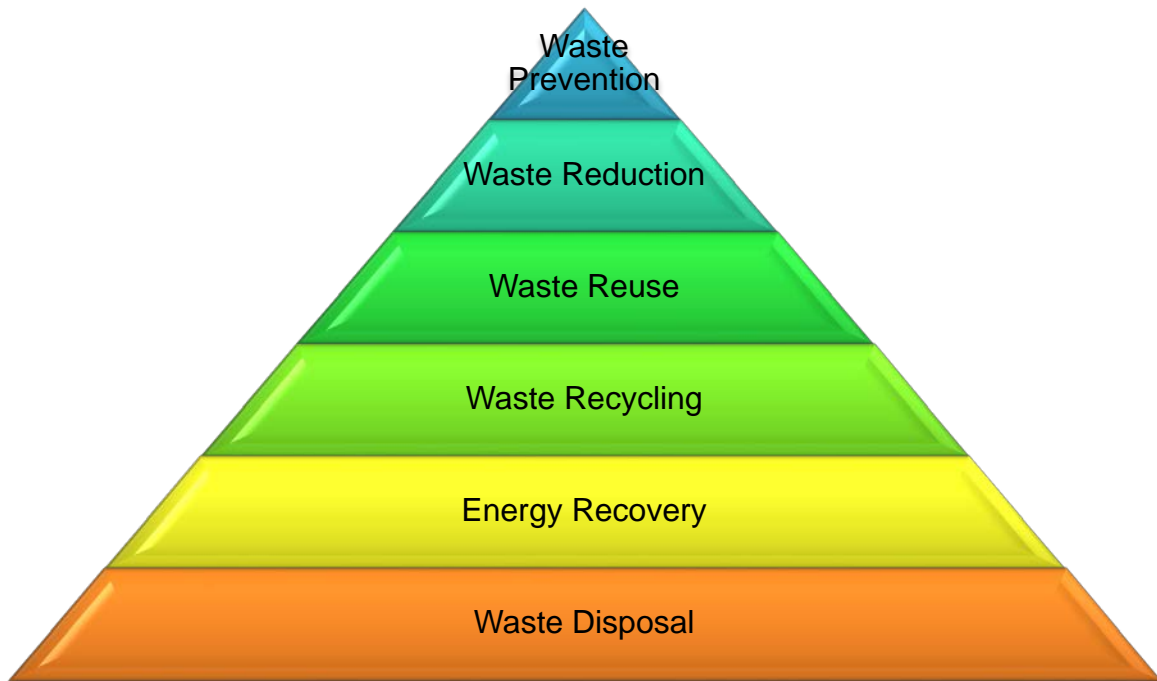 Waste
Prevention
Waste Reduction
Waste Reuse
Waste Recycling
Energy Recovery
Waste Disposal